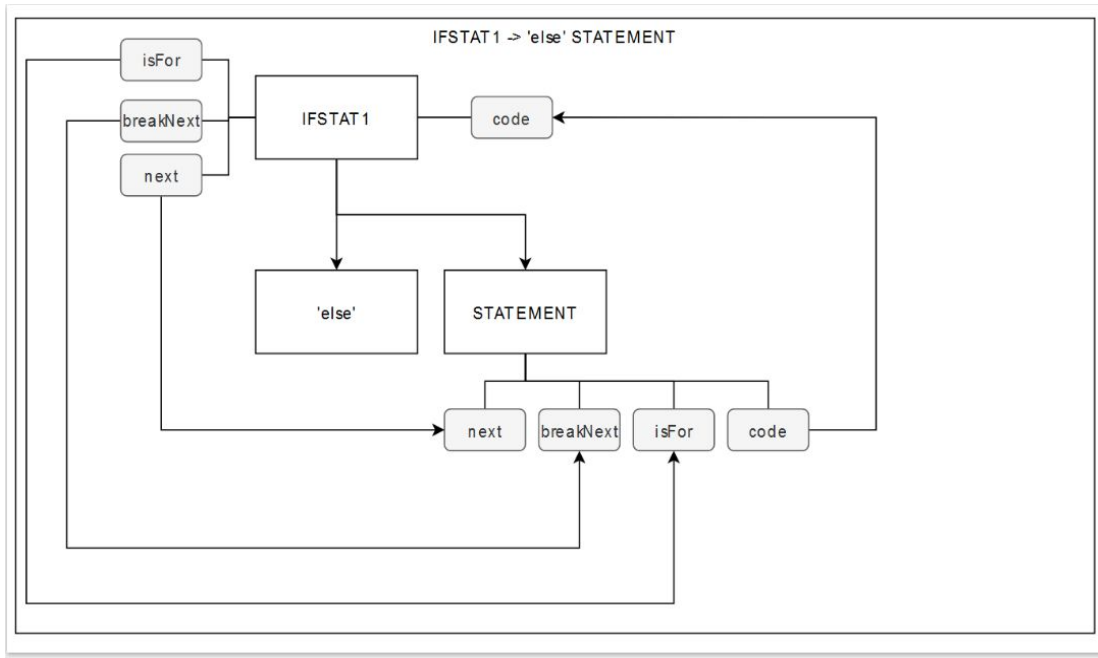 IFSTAT1 -> 'else' STATEMENT
isFor
breakNext
next
IFSTAT1
code
'else'
STATEMENT
next
breakNext
isFor
code